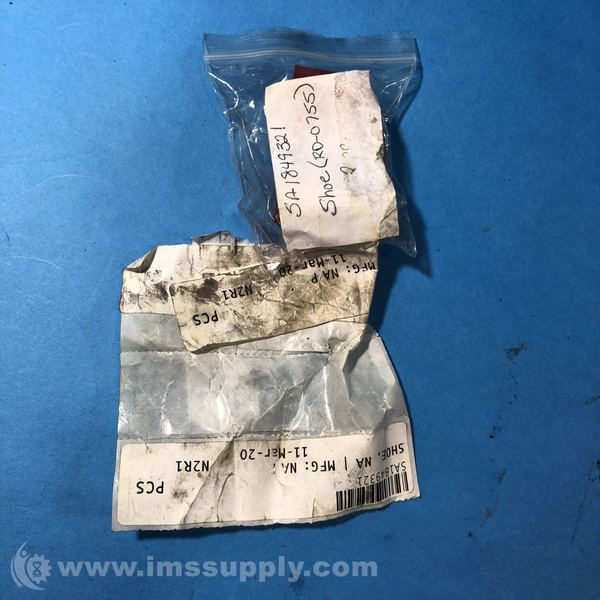 SA1849321
Shoe (RD-0755)
MFG: NA P
11-Mar-20
N2R1
PCS
SA1849321
SHOE, NA | MFG: NA
11-Mar-20
N2R1
PCS
www.imssupply.com